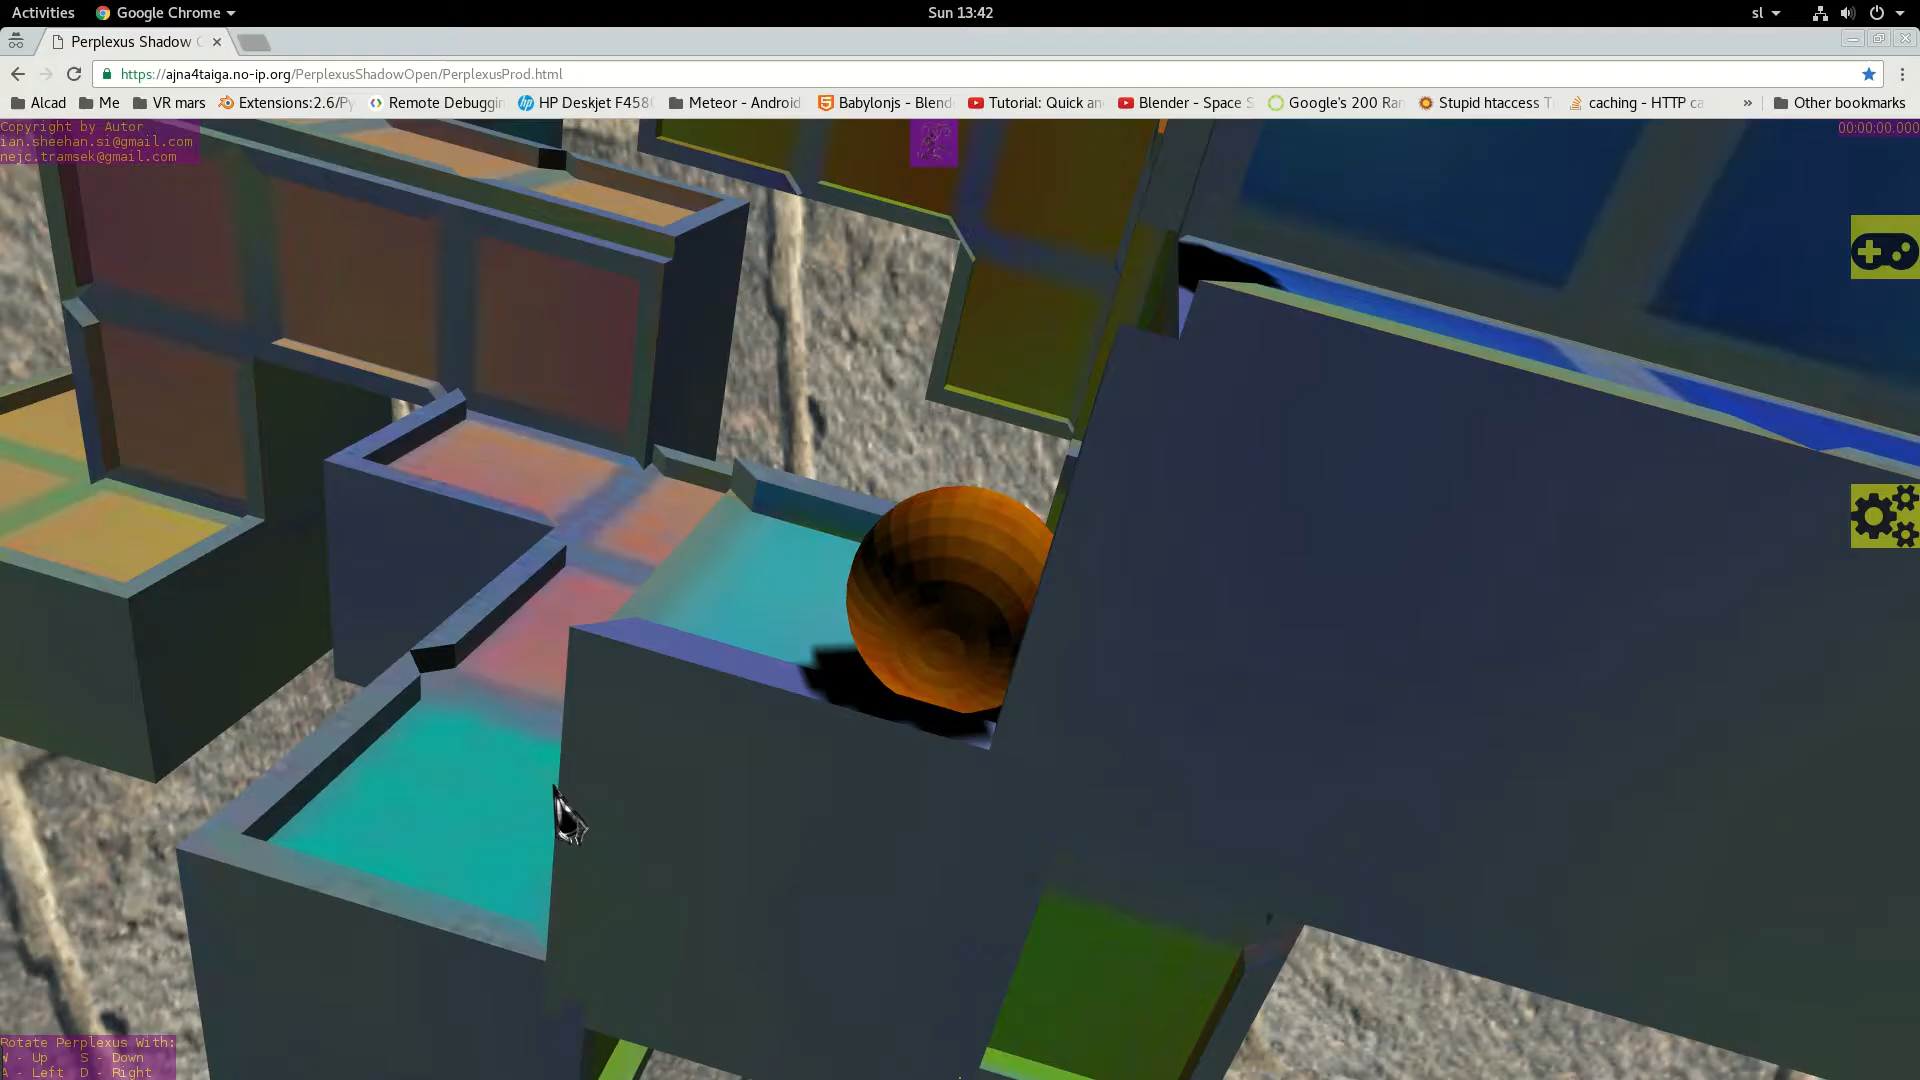 Activities Google Chrome Sun 13:42 sl
Perplexus Shadow
https://ajna4taiga.no-ip.org/PerplexusShadowOpen/PerplexusProd.html
Alcad Me VR mars Extensions:2.6/Py Remote Debuggin HP Deskjet F458 Meteor - Android Babylonjs - Blend Tutorial: Quick an Blender - Space S Google's 200 Ran Stupid htaccess T caching - HTTP ca » Other bookmarks
Copyright by Autor 00:00:00.000
ian.sheehan.si@gmail.com
nejc.tramsek@gmail.com
Rotate Perplexus With:
W - Up S - Down
A - Left D - Right